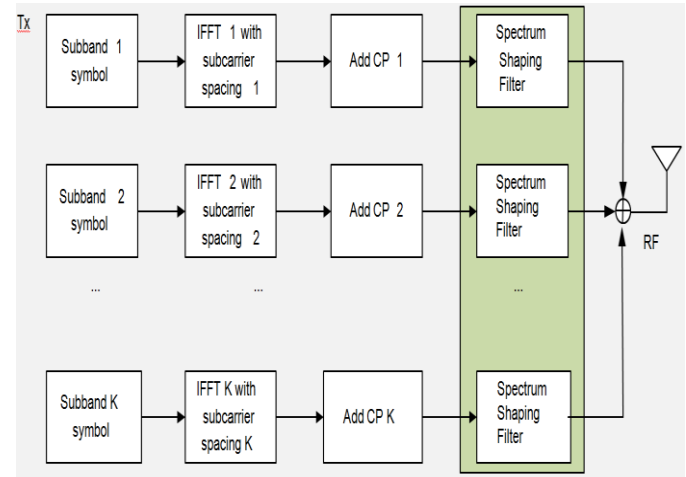 Tx
Subband 1
symbol
IFFT 1 with
subcarrier
spacing 1
Add CP 1
Spectrum
Shaping
Filter
Subband 2
symbol
IFFT 2 with
subcarrier
spacing 2
Add CP 2
Spectrum
Shaping
Filter
RF
...
...
...
Subband K
symbol
IFFT K with
subcarrier
spacing K
Add CP K
Spectrum
Shaping
Filter